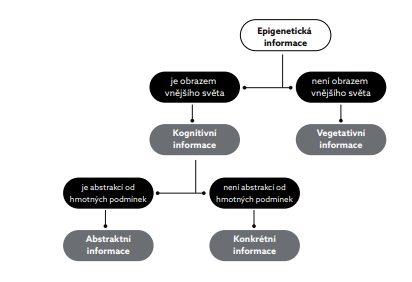 Epigenetická
informace
je obrazem
vnějšího světa
není obrazem
vnějšího světa
Kognitivní
informace
Vegetativní
informace
je abstrakcí od
hmotných podmínek
není abstrakcí od
hmotných podmínek
Abstraktní
informace
Konkrétní
informace